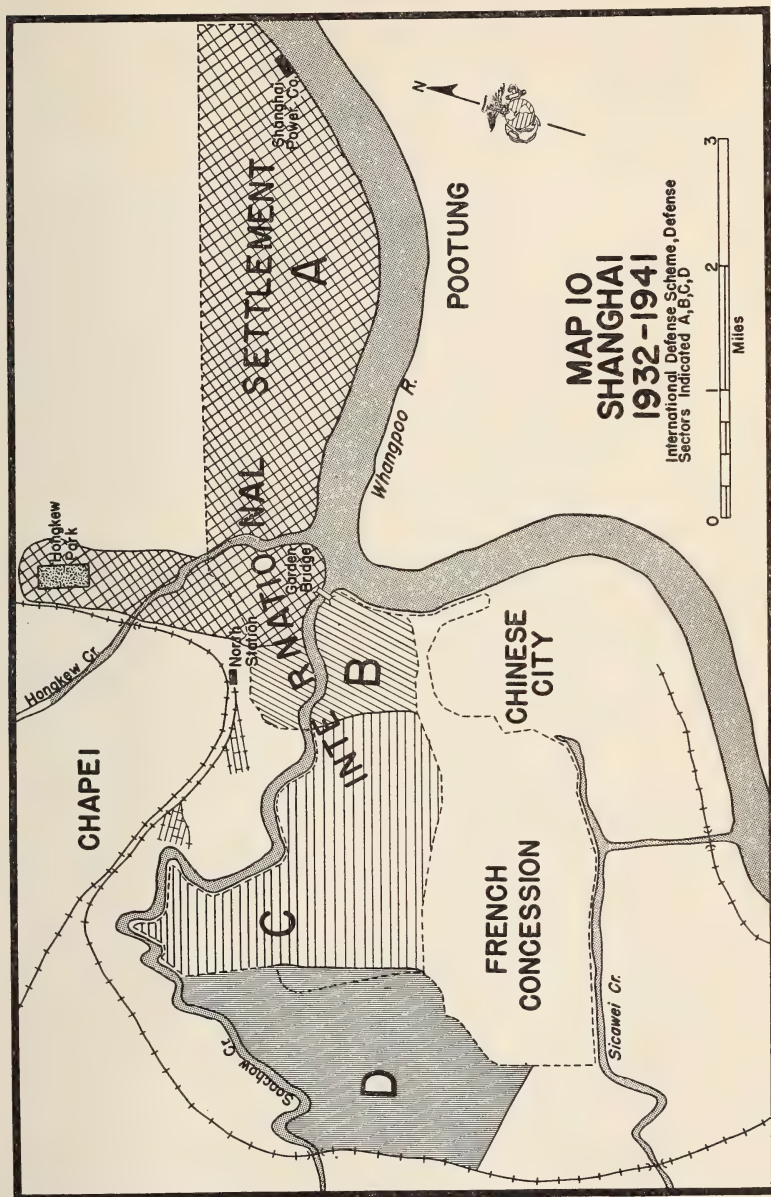 MAP 10
SHANGHAI
1932-1941
International Defense Scheme, Defense
Sectors Indicated A,B,C,D
0 1 2 3
Miles
N
CHAPEI
Hongkew Cr.
Hongkew
Park
North
Station
INTERNATIONAL SETTLEMENT
A
Shanghai
Power Co.
Garden
Bridge
B
C
D
Soochow Cr.
Whangpoo R.
POOTUNG
CHINESE
CITY
FRENCH
CONCESSION
Sicawei Cr.